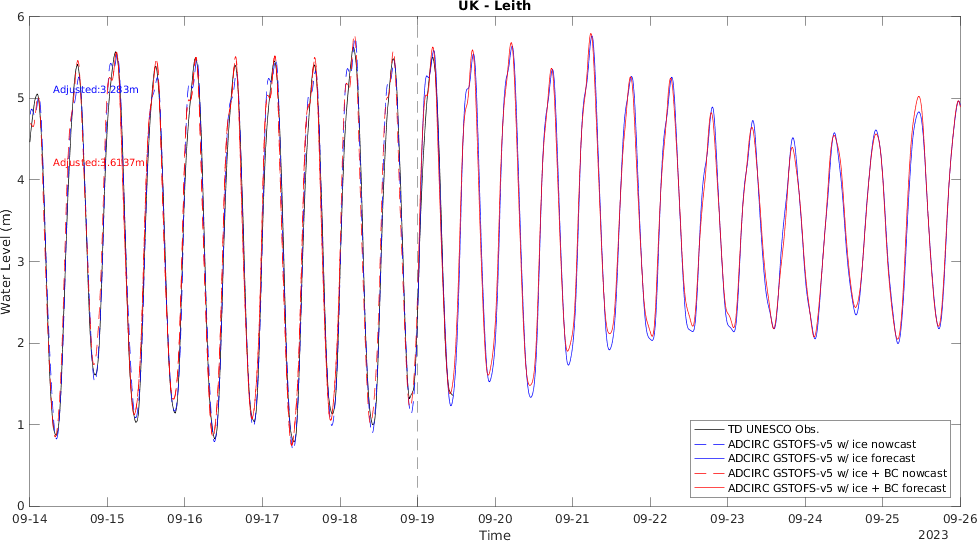 UK - Leith
6
5
4
3
2
1
0
Water Level (m)
Adjusted:3.283m
Adjusted:3.6137m
TD UNESCO Obs.
ADCIRC GSTOFS-v5 w/ ice nowcast
ADCIRC GSTOFS-v5 w/ ice forecast
ADCIRC GSTOFS-v5 w/ ice + BC nowcast
ADCIRC GSTOFS-v5 w/ ice + BC forecast
09-14 09-15 09-16 09-17 09-18 09-19 09-20 09-21 09-22 09-23 09-24 09-25 09-26
Time
2023